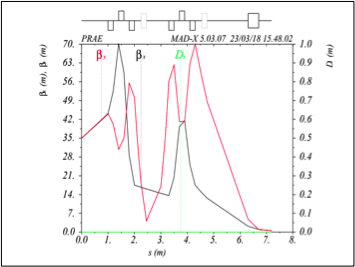 PRAE MAD-X 5.03.07 23/03/18 15.48.02
βy βx Dx
70. 1.0
63. 0.9
56. 0.8
49. 0.7
42. 0.6
35. 0.5
28. 0.4
21. 0.3
14. 0.2
7. 0.1
0.0 0.0
0.0 1. 2. 3. 4. 5. 6. 7. 8.
s (m)
βx (m), βy (m)
Dx (m)